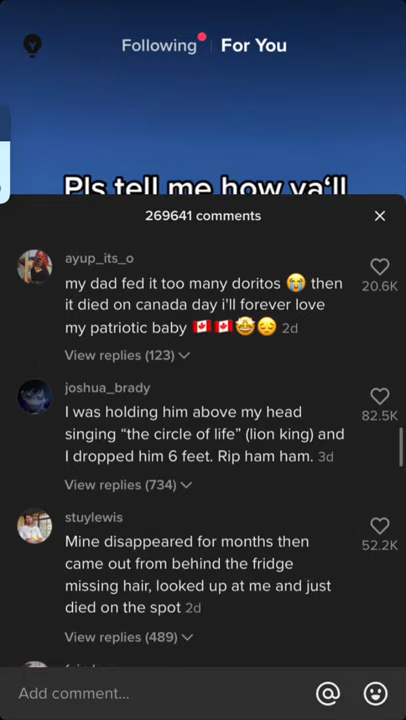 Following For You
Pls tell me how ya'll
269641 comments
ayup_its_o
my dad fed it too many doritos 😭 then
it died on canada day i'll forever love
my patriotic baby 🇨🇦🇨🇦🤩😔 2d
20.6K
View replies (123)
joshua_brady
I was holding him above my head
singing “the circle of life” (lion king) and
I dropped him 6 feet. Rip ham ham. 3d
82.5K
View replies (734)
stuylewis
Mine disappeared for months then
came out from behind the fridge
missing hair, looked up at me and just
died on the spot 2d
52.2K
View replies (489)
Add comment...